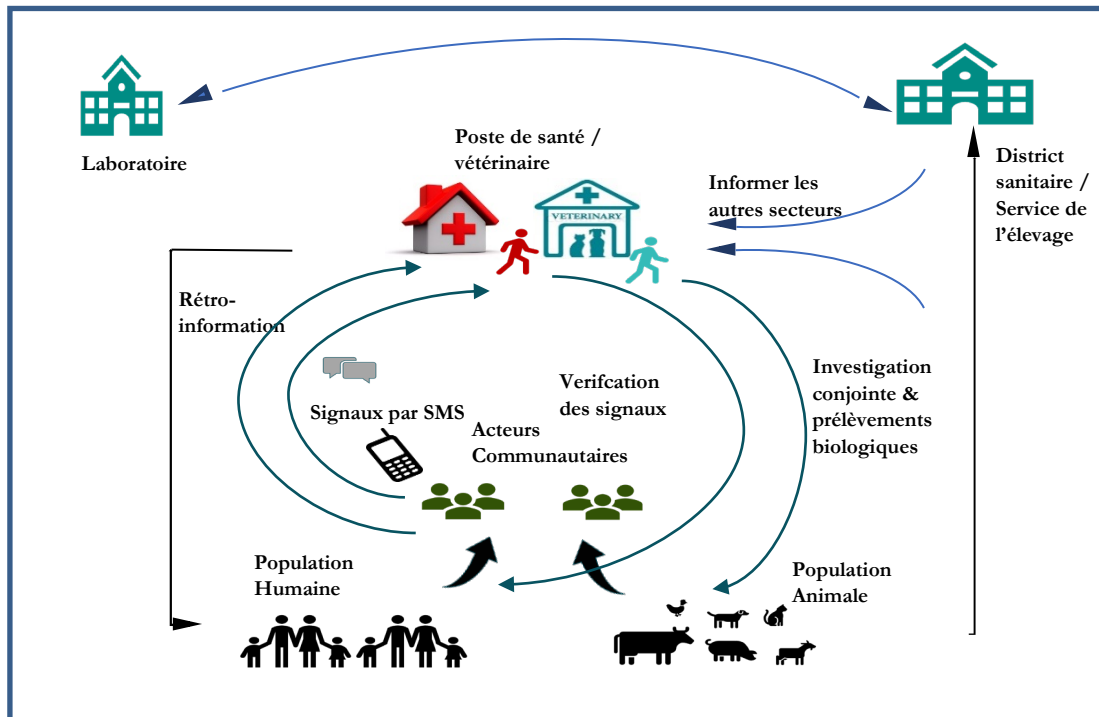 Poste de santé /
vétérinaire
Laboratoire
District
sanitaire /
Service de
l'élevage
Informer les
autres secteurs
VETERINARY
Rétro-
information
Signaux par SMS
Verifcation
des signaux
Investigation
conjointe &
prélèvements
biologiques
Acteurs
Communautaires
Population
Humaine
Population
Animale